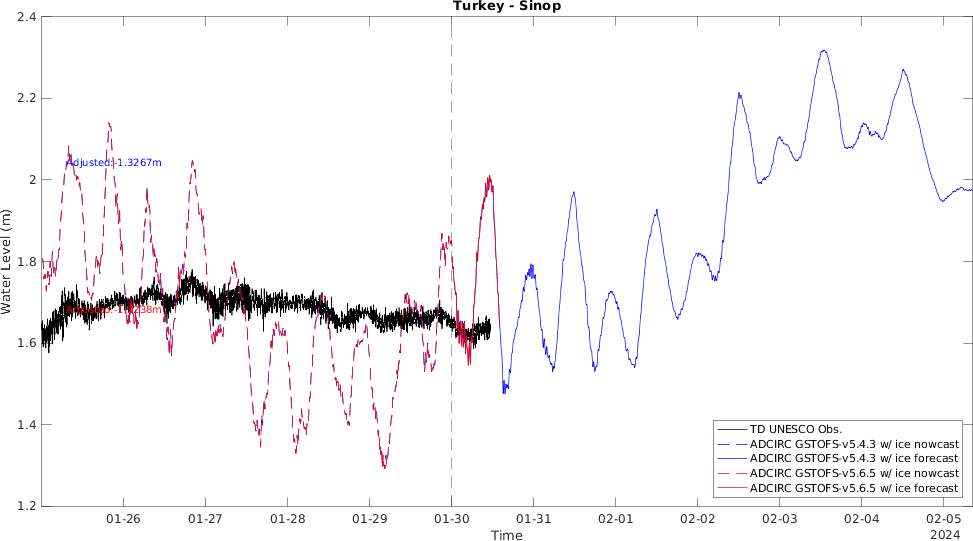 Turkey - Sinop
2.4
2.2
2
1.8
1.6
1.4
1.2
Water Level (m)
Adjusted:-1.3267m
01-26
01-27
01-28
01-29
01-30
01-31
02-01
02-02
02-03
02-04
02-05
2024
Time
TD UNESCO Obs.
ADCIRC GSTOFS-v5.4.3 w/ ice nowcast
ADCIRC GSTOFS-v5.4.3 w/ ice forecast
ADCIRC GSTOFS-v5.6.5 w/ ice nowcast
ADCIRC GSTOFS-v5.6.5 w/ ice forecast